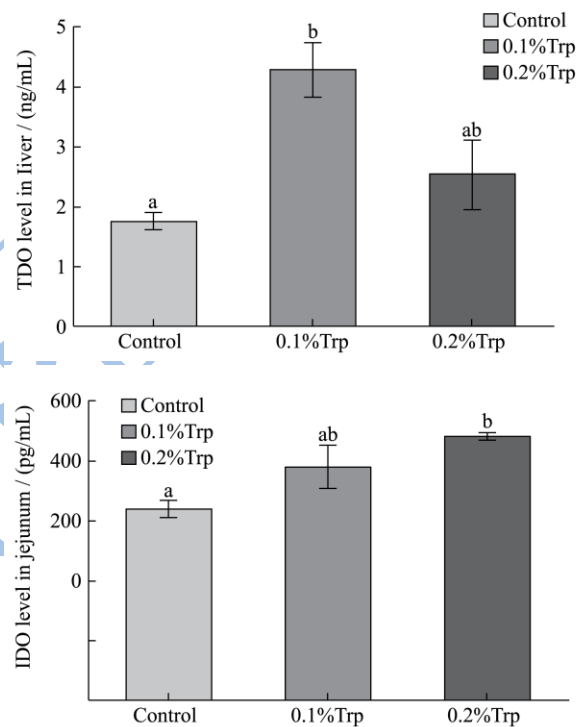 5
4
3
2
1
0
TDO level in liver / (ng/mL)
Control
0.1%Trp
0.2%Trp
a
b
ab
Control
0.1%Trp
0.2%Trp
600
400
200
0
IDO level in jejunum / (pg/mL)
Control
0.1%Trp
0.2%Trp
a
ab
b
Control
0.1%Trp
0.2%Trp